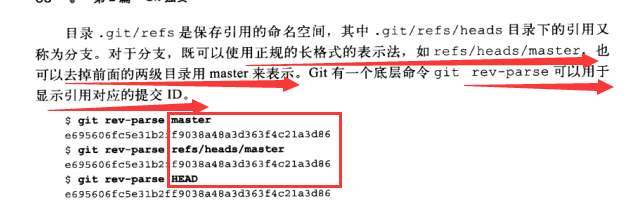 目录 .git/refs 是保存引用的命名空间，其中 .git/refs/heads 目录下的引用又
称为分支。对于分支，既可以使用正规的长格式的表示法，如 refs/heads/master，也
可以去掉前面的两级目录用 master 来表示。Git 有一个底层命令 git rev-parse 可以用于
显示引用对应的提交 ID。
$ git rev-parse master
e695606fc5e31b2ff9038a48a3d363f4c21a3d86
$ git rev-parse refs/heads/master
e695606fc5e31b2ff9038a48a3d363f4c21a3d86
$ git rev-parse HEAD
e695606fc5e31b2ff9038a48a3d363f4c21a3d86